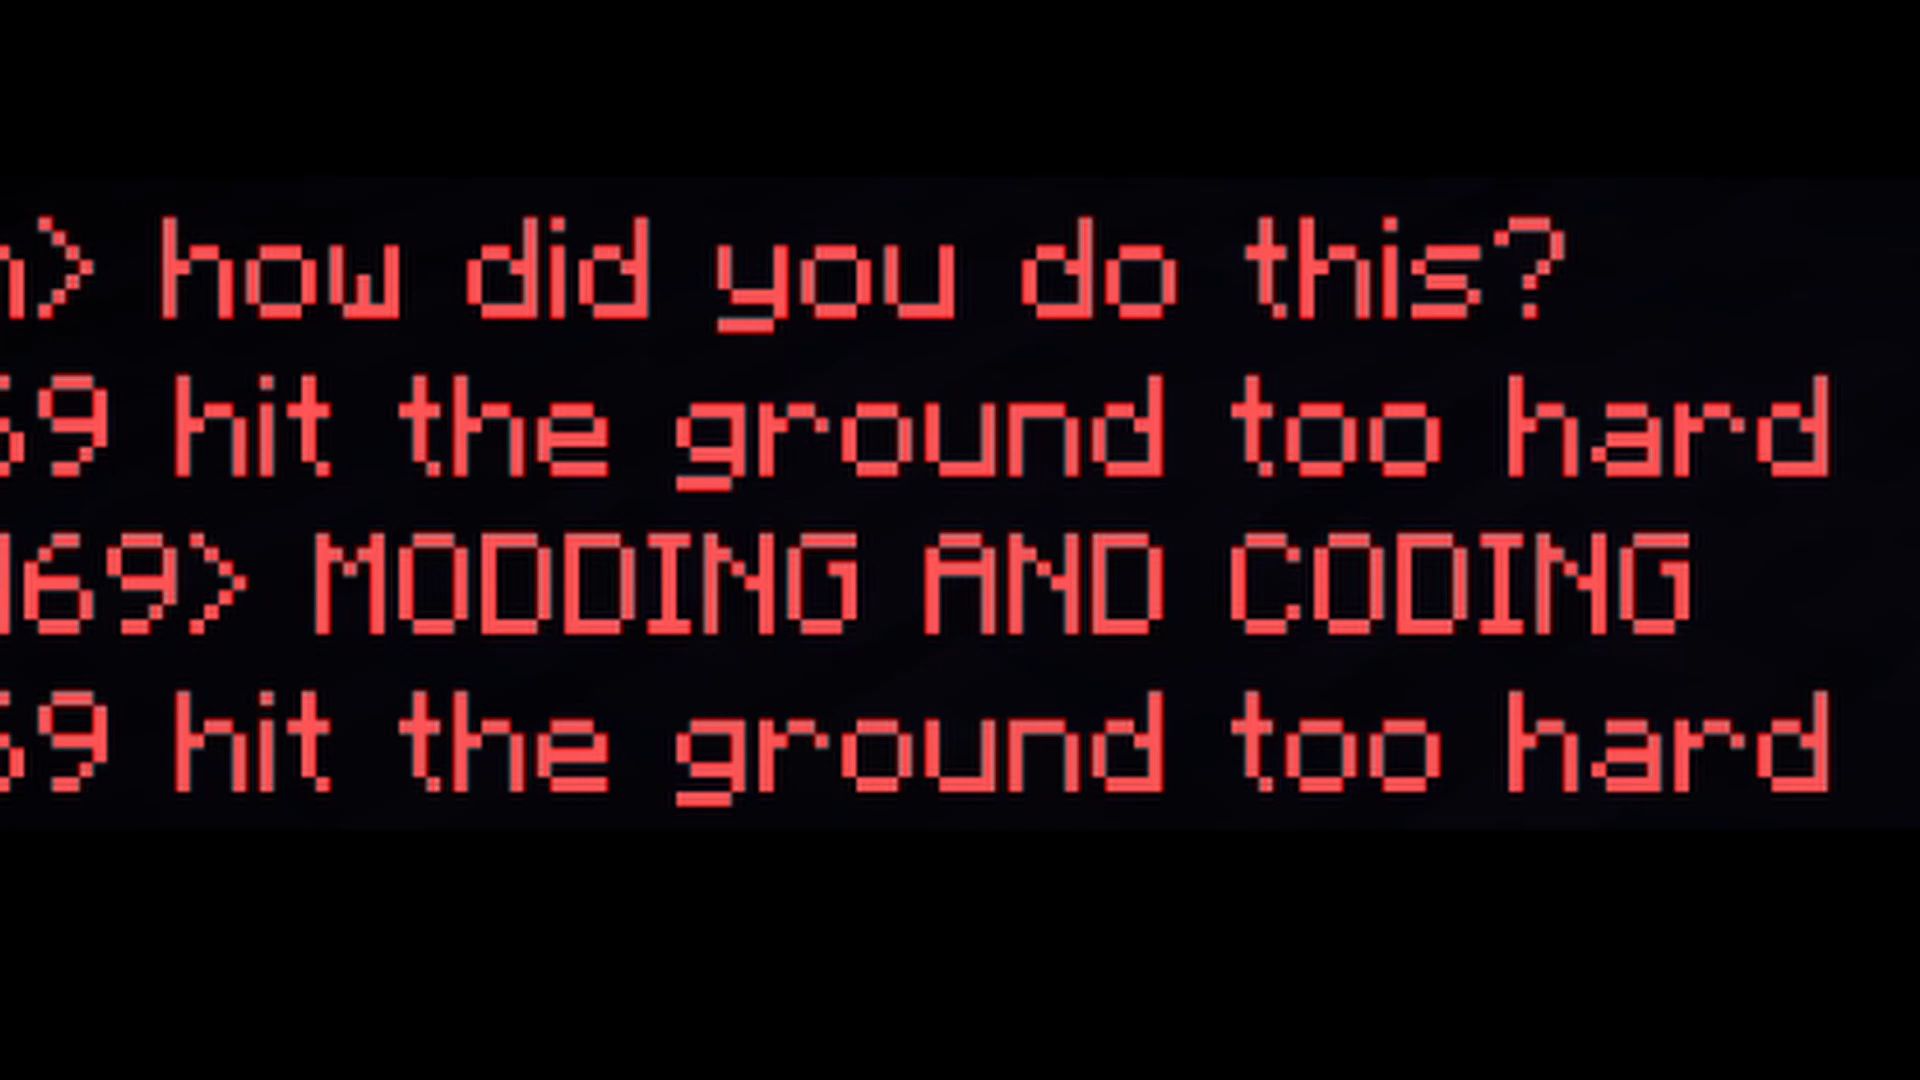 > how did you do this?
69 hit the ground too hard
69> MODDING AND CODING
69 hit the ground too hard